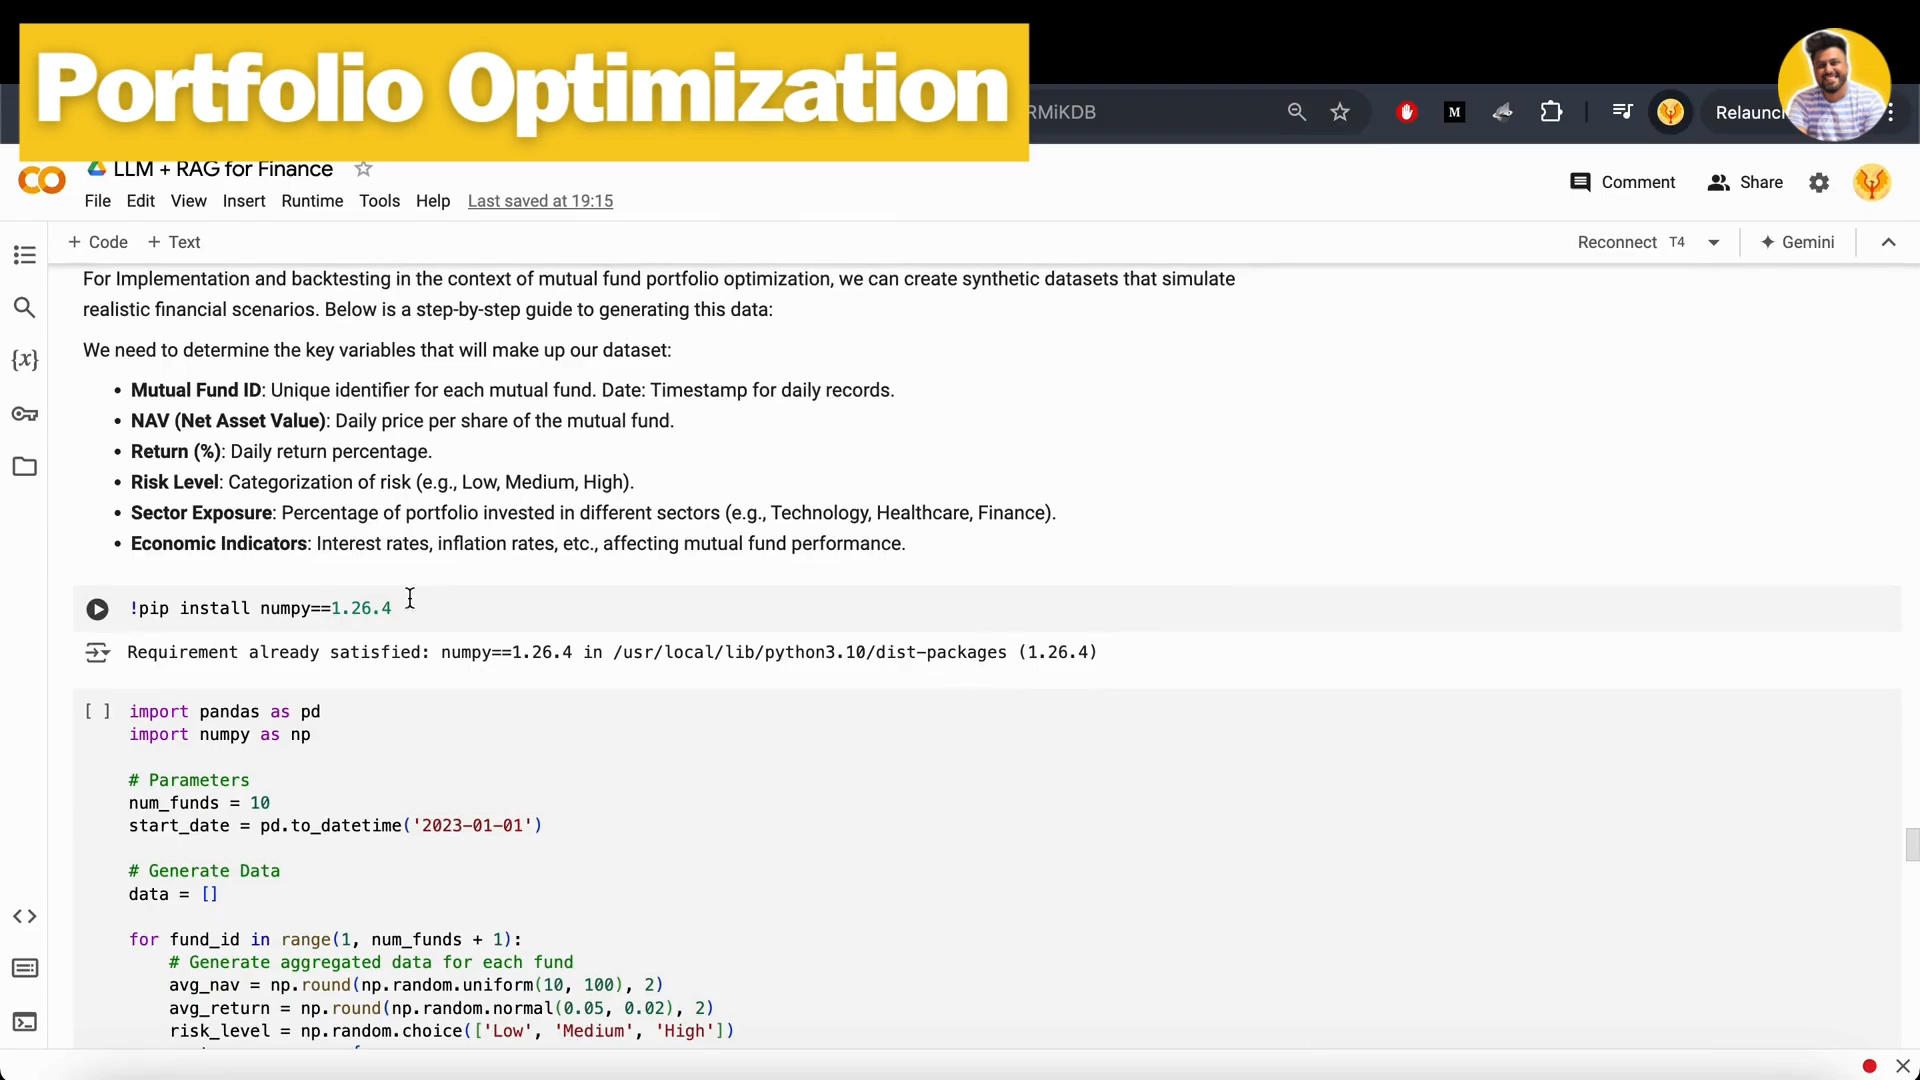 Portfolio Optimization
RMiKDB
M
Relaunch
LLM + RAG for Finance
File Edit View Insert Runtime Tools Help Last saved at 19:15
Comment Share
+ Code + Text
Reconnect T4 Gemini
For Implementation and backtesting in the context of mutual fund portfolio optimization, we can create synthetic datasets that simulate
realistic financial scenarios. Below is a step-by-step guide to generating this data:
We need to determine the key variables that will make up our dataset:
• Mutual Fund ID: Unique identifier for each mutual fund. Date: Timestamp for daily records.
• NAV (Net Asset Value): Daily price per share of the mutual fund.
• Return (%): Daily return percentage.
• Risk Level: Categorization of risk (e.g., Low, Medium, High).
• Sector Exposure: Percentage of portfolio invested in different sectors (e.g., Technology, Healthcare, Finance).
• Economic Indicators: Interest rates, inflation rates, etc., affecting mutual fund performance.
!pip install numpy==1.26.4
Requirement already satisfied: numpy==1.26.4 in /usr/local/lib/python3.10/dist-packages (1.26.4)
[ ] import pandas as pd
import numpy as np
# Parameters
num_funds = 10
start_date = pd.to_datetime('2023-01-01')
# Generate Data
data = []
for fund_id in range(1, num_funds + 1):
# Generate aggregated data for each fund
avg_nav = np.round(np.random.uniform(10, 100), 2)
avg_return = np.round(np.random.normal(0.05, 0.02), 2)
risk_level = np.random.choice(['Low', 'Medium', 'High'])